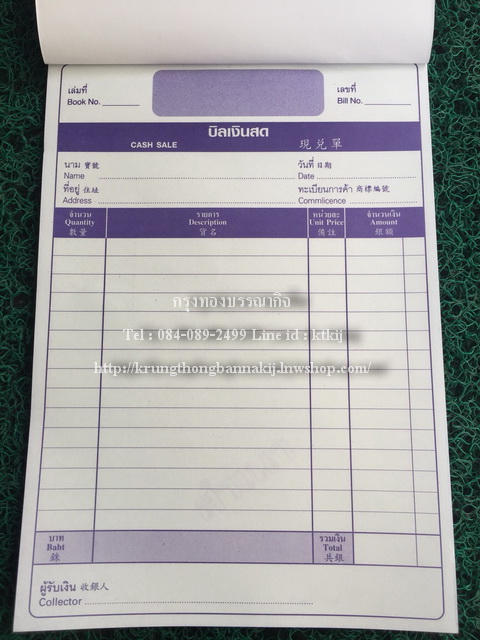 เล่มที่ เลขที่
Book No. Bill No.
บิลเงินสด
CASH SALE 現兌單
นาม 寶號 วันที่ 日期
Name Date
ที่อยู่ 住址 ทะเบียนการค้า 商標編號
Address Commlicence
จำนวน รายการ หน่วยละ จำนวนเงิน
Quantity Description Unit Price Amount
數量 貨名 備註 銀額
กรุงทองบรรณากิจ
Tel : 084-089-2499 Line id : ktkij
http://krungthongbannakij.lnwshop.com/
บาท รวมเงิน
Baht Total
銖 共銀
ผู้รับเงิน 收銀人
Collector